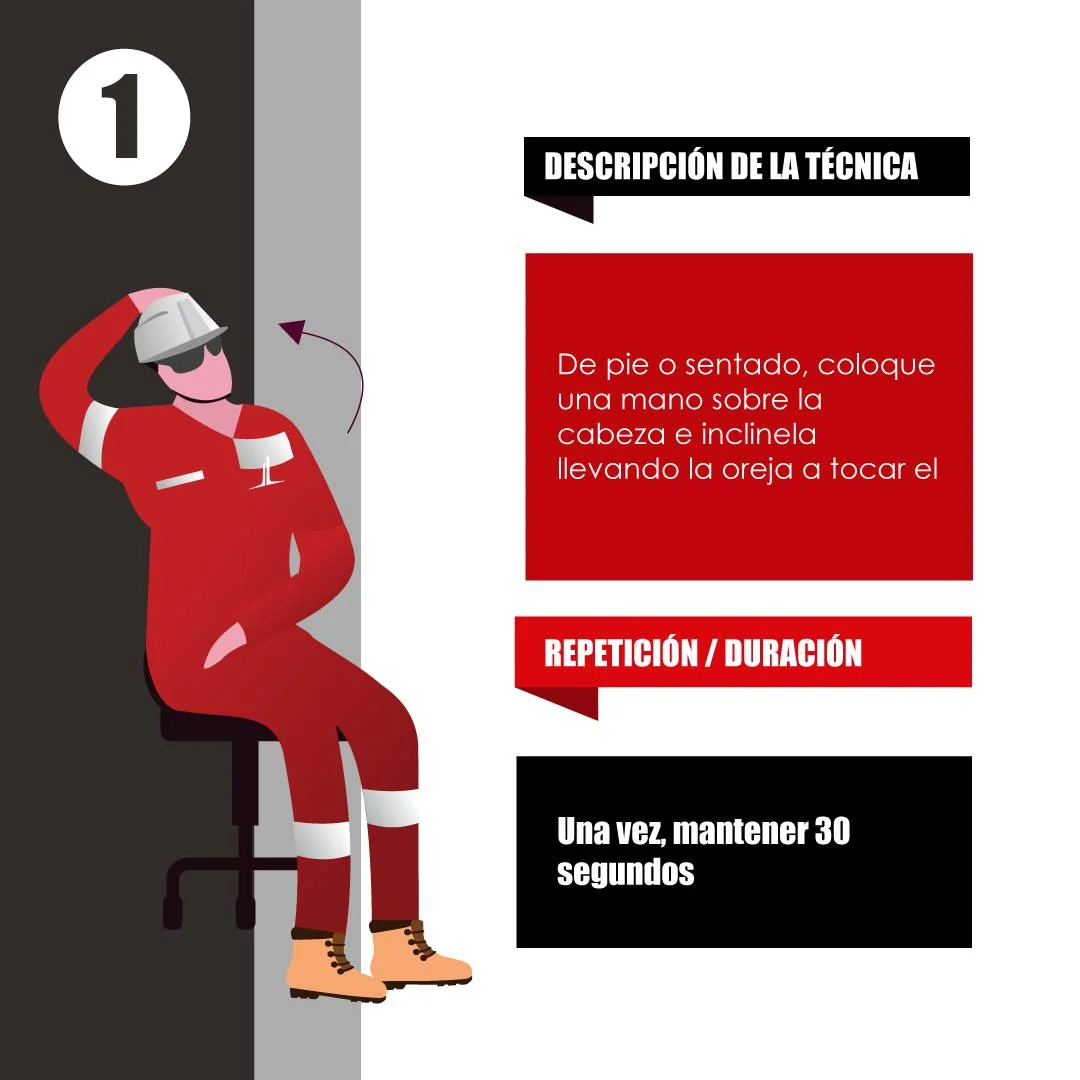 1
DESCRIPCIÓN DE LA TÉCNICA
De pie o sentado, coloque
una mano sobre la
cabeza e inclinela
llevando la oreja a tocar el
REPETICIÓN / DURACIÓN
Una vez, mantener 30
segundos